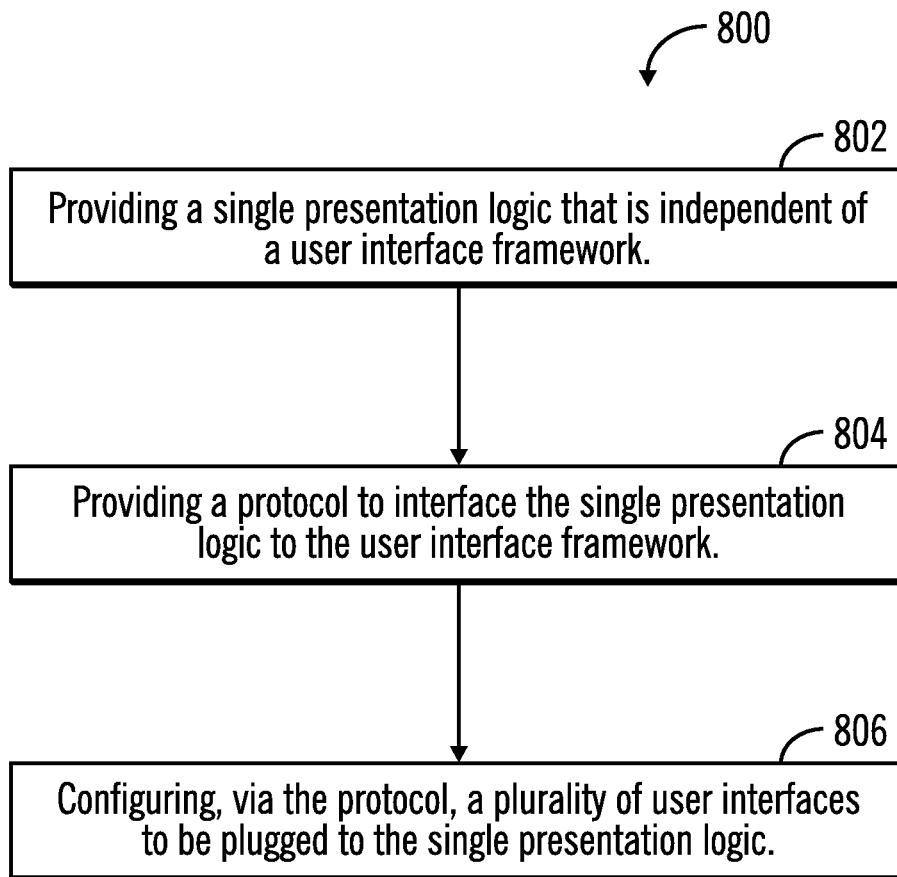 800
802
Providing a single presentation logic that is independent of
a user interface framework.
804
Providing a protocol to interface the single presentation
logic to the user interface framework.
806
Configuring, via the protocol, a plurality of user interfaces
to be plugged to the single presentation logic.